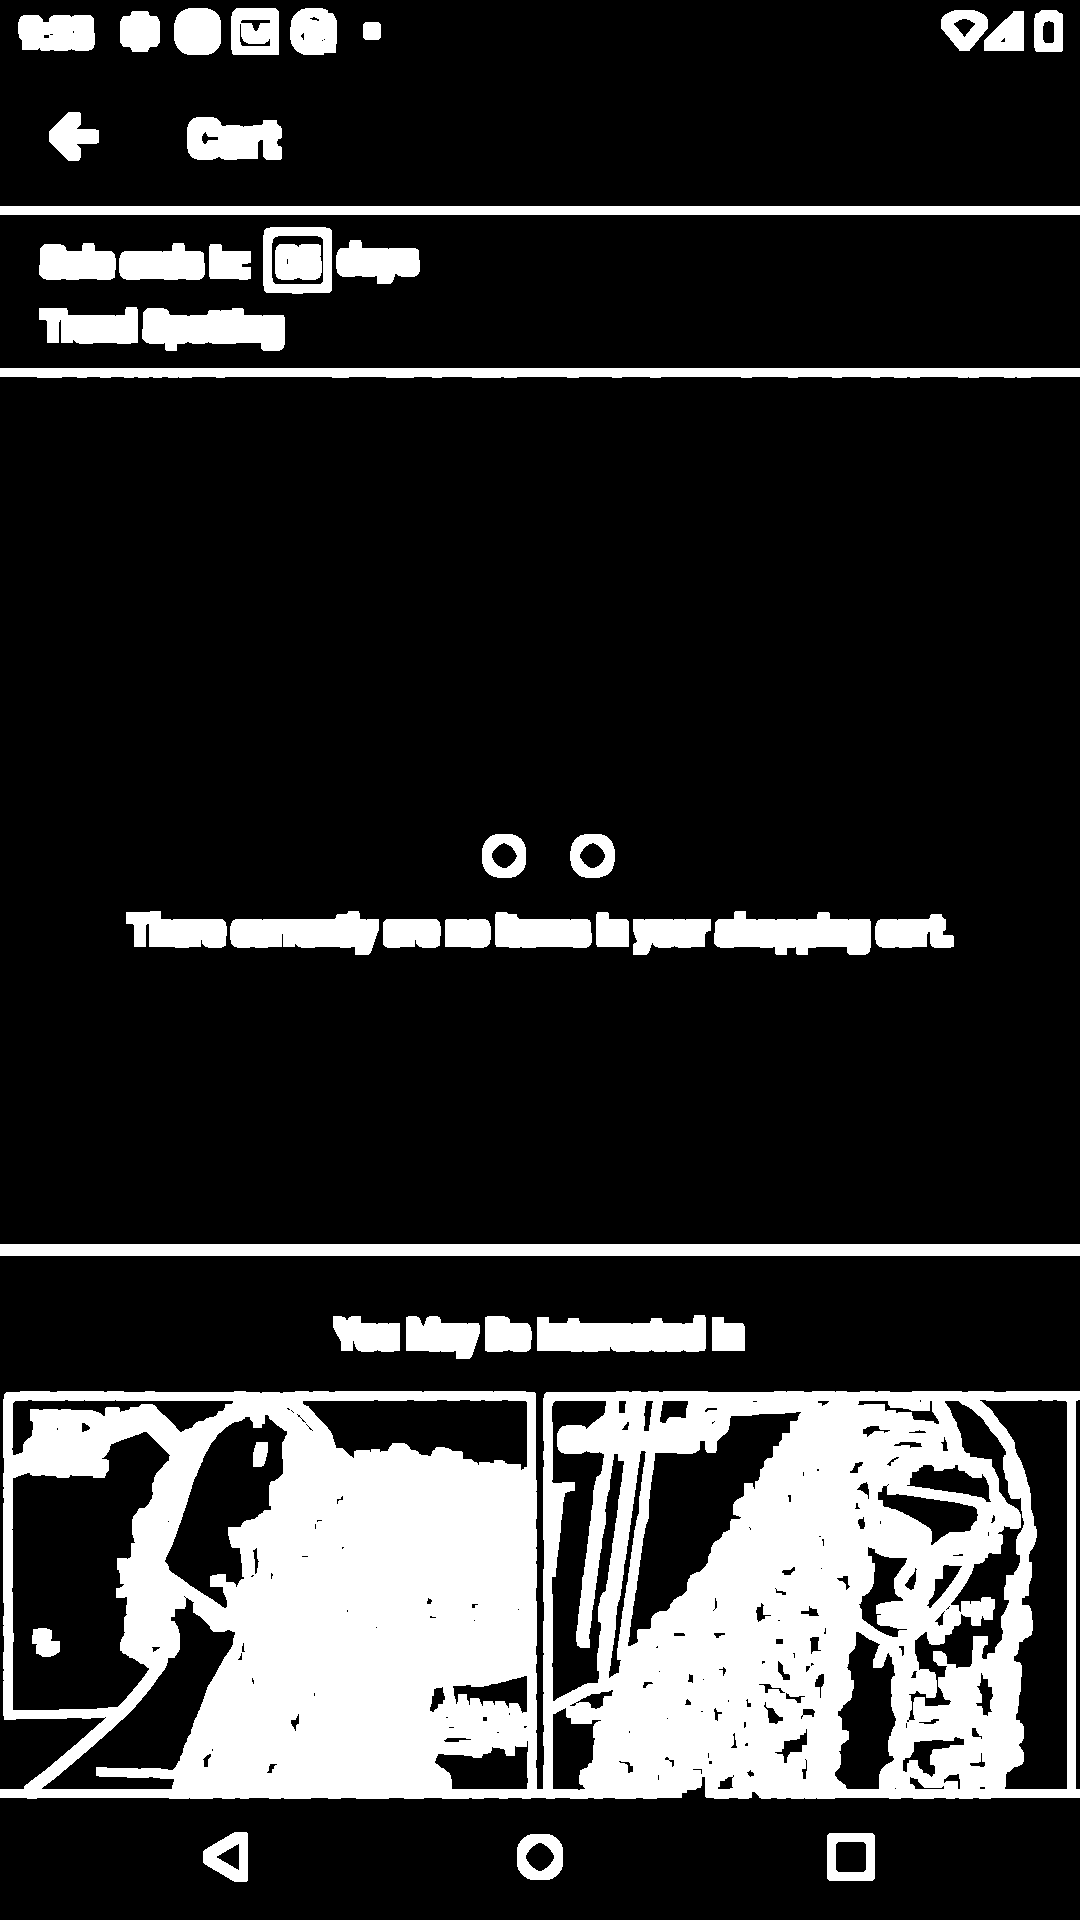 Cart
Sale ends in: days
Trend Spotting
There currently are no items in your shopping cart.
You May Be Interested In